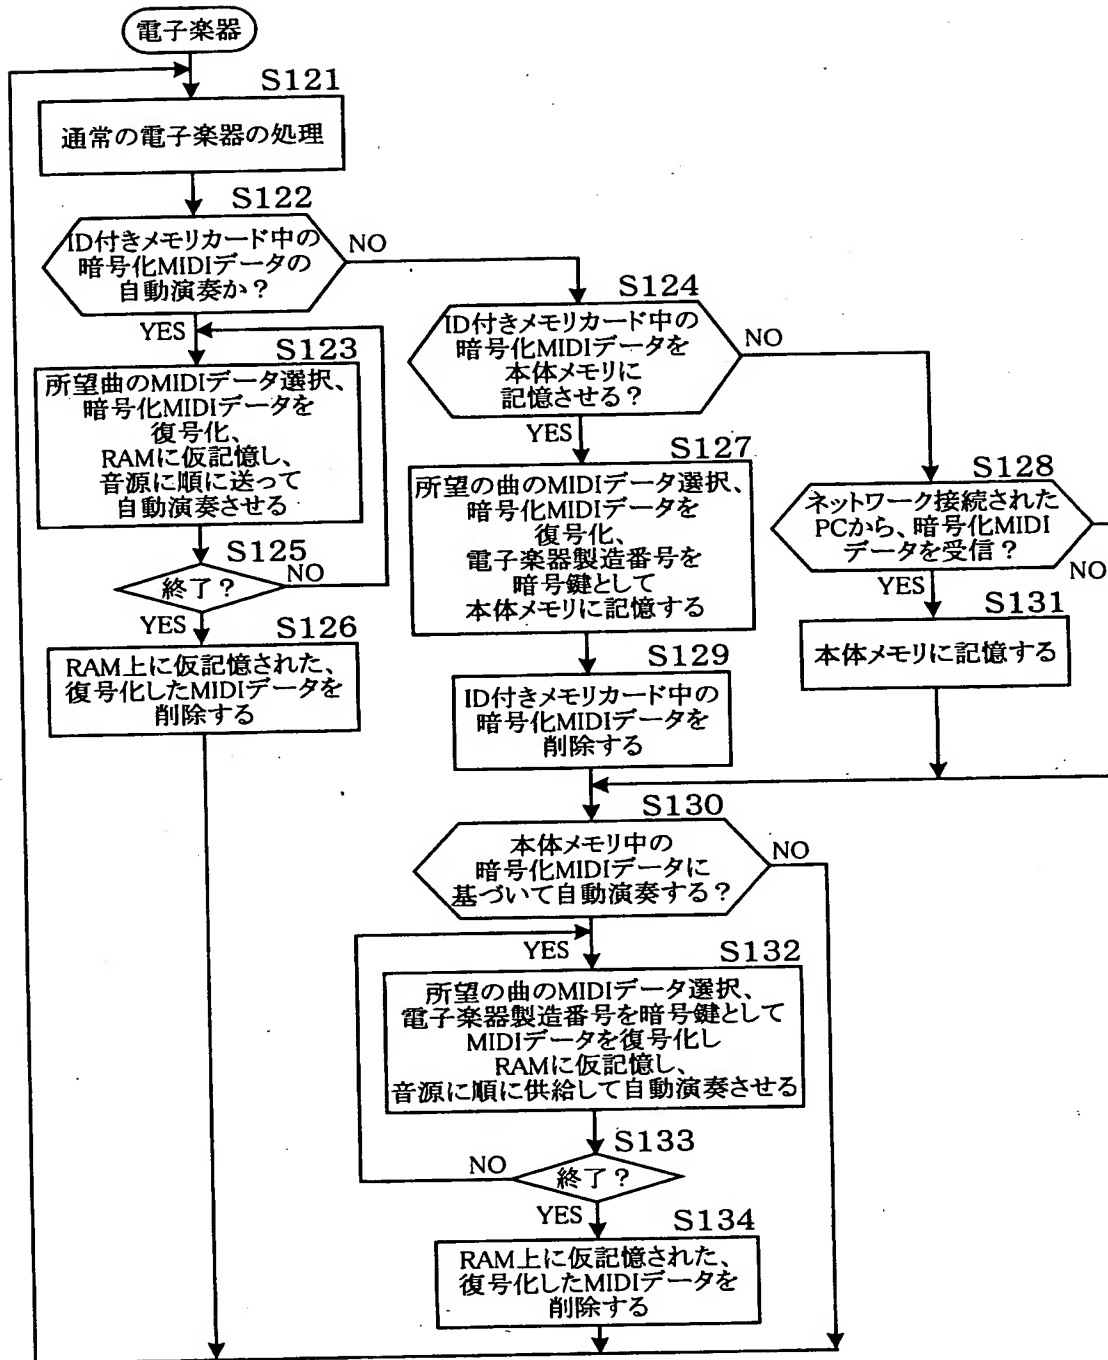 電子楽器
S121
通常の電子楽器の処理
S122
ID付きメモリカード中の
暗号化MIDIデータの
自動演奏か？
NO
YES
S123
所望曲のMIDIデータ選択、
暗号化MIDIデータを
復号化、
RAMに仮記憶し、
音源に順に送って
自動演奏させる
S125
終了？
NO
YES
S126
RAM上に仮記憶された、
復号化したMIDIデータを
削除する
S124
ID付きメモリカード中の
暗号化MIDIデータを
本体メモリに
記憶させる？
NO
YES
S127
所望の曲のMIDIデータ選択、
暗号化MIDIデータを
復号化、
電子楽器製造番号を
暗号鍵として
本体メモリに記憶する
S129
ID付きメモリカード中の
暗号化MIDIデータを
削除する
S128
ネットワーク接続された
PCから、暗号化MIDI
データを受信？
NO
YES
S131
本体メモリに記憶する
S130
本体メモリ中の
暗号化MIDIデータに
基づいて自動演奏する？
NO
YES
S132
所望の曲のMIDIデータ選択、
電子楽器製造番号を暗号鍵として
MIDIデータを復号化し
RAMに仮記憶し、
音源に順に供給して自動演奏させる
S133
終了？
NO
YES
S134
RAM上に仮記憶された、
復号化したMIDIデータを
削除する